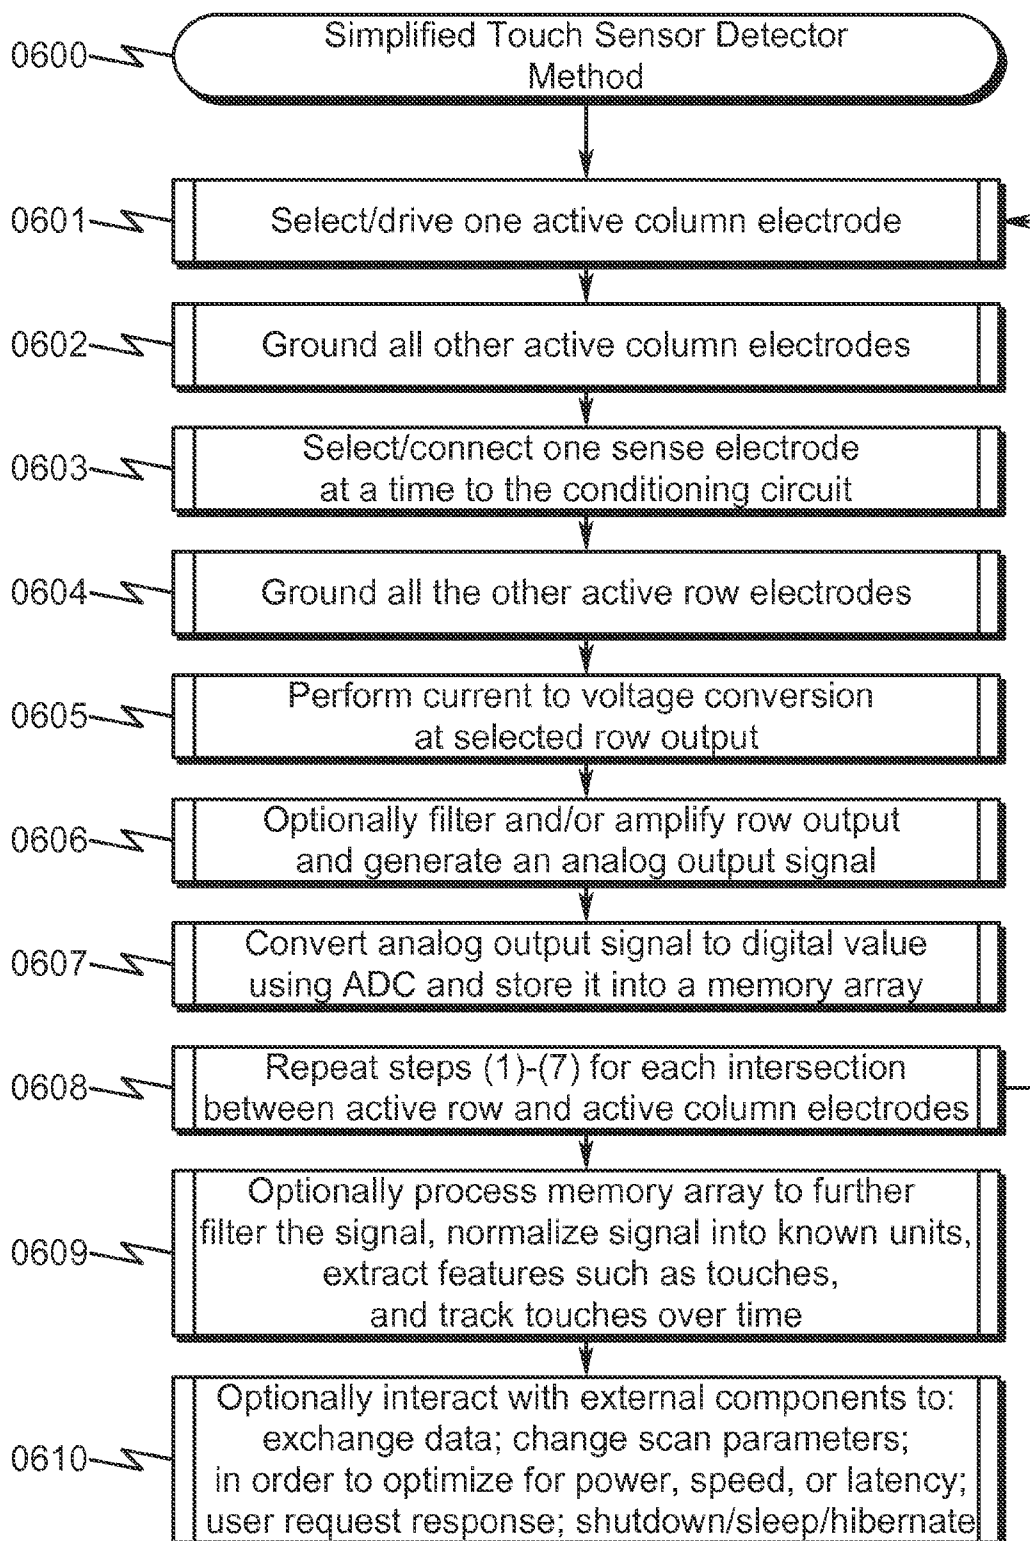 0600
Simplified Touch Sensor Detector
Method
0601
Select/drive one active column electrode
0602
Ground all other active column electrodes
0603
Select/connect one sense electrode
at a time to the conditioning circuit
0604
Ground all the other active row electrodes
0605
Perform current to voltage conversion
at selected row output
0606
Optionally filter and/or amplify row output
and generate an analog output signal
0607
Convert analog output signal to digital value
using ADC and store it into a memory array
0608
Repeat steps (1)-(7) for each intersection
between active row and active column electrodes
0609
Optionally process memory array to further
filter the signal, normalize signal into known units,
extract features such as touches,
and track touches over time
0610
Optionally interact with external components to:
exchange data; change scan parameters;
in order to optimize for power, speed, or latency;
user request response; shutdown/sleep/hibernate